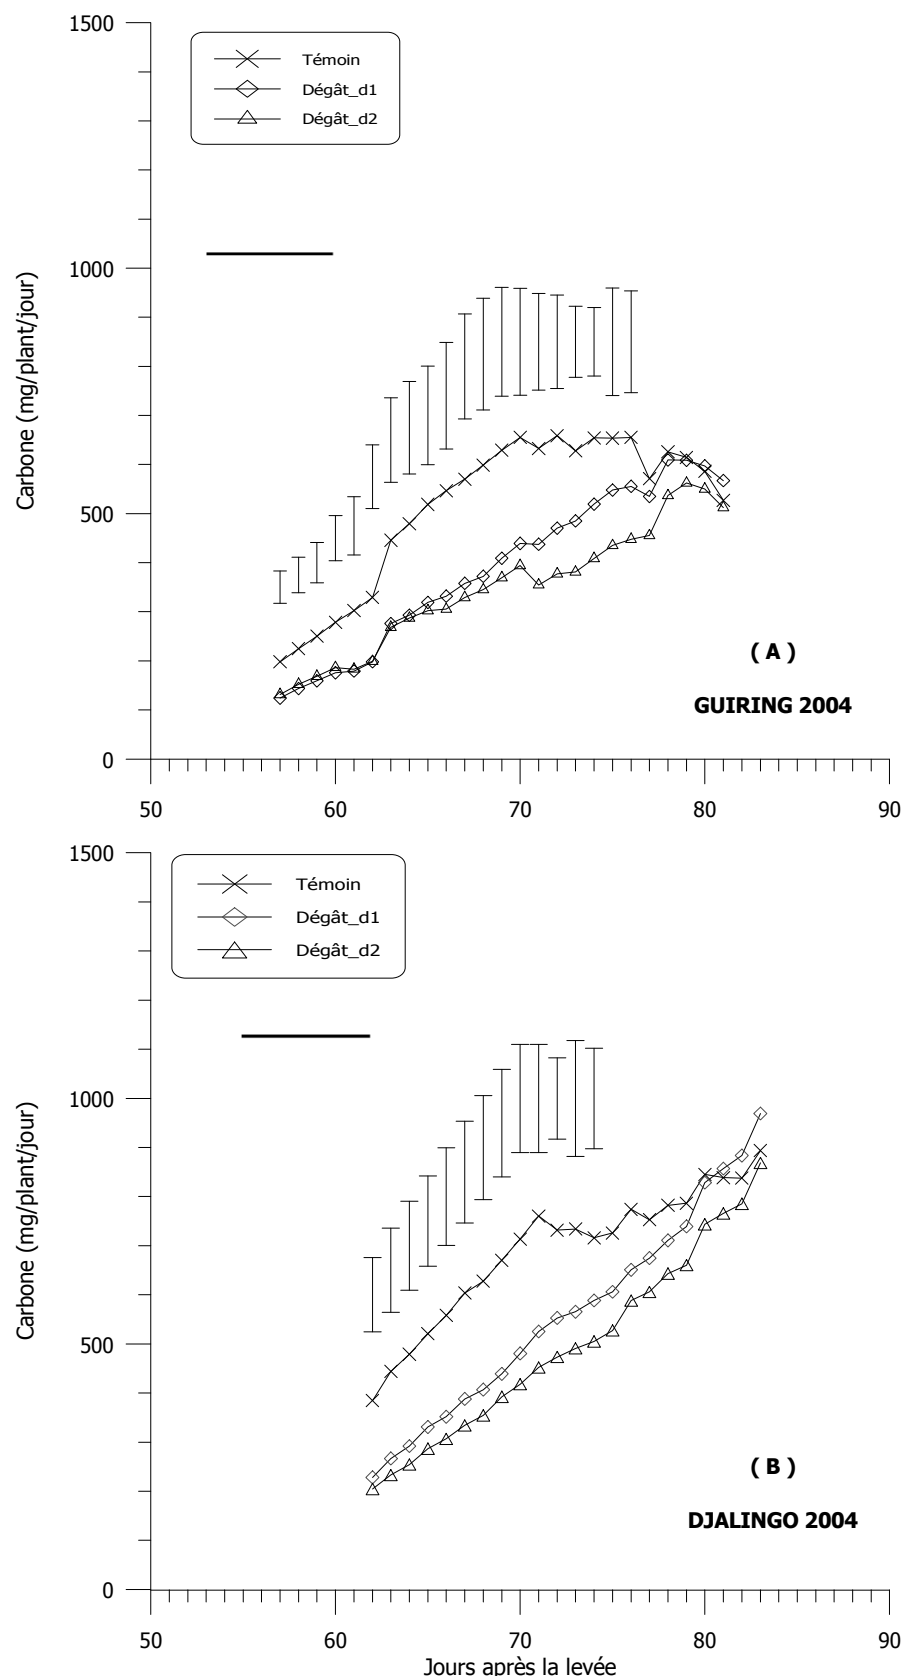 1500
Témoin
Dégât_d1
Dégât_d2
1000
Carbone (mg/plant/jour)
500
( A )
GUIRING 2004
0
50 60 70 80 90
1500
Témoin
Dégât_d1
Dégât_d2
1000
Carbone (mg/plant/jour)
500
( B )
DJALINGO 2004
0
50 60 70 80 90
Jours après la levée